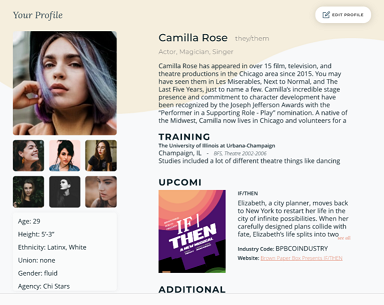 Your Profile
EDIT PROFILE
Camilla Rose they/them
Actor, Magician, Singer
Camilla Rose has appeared in over 15 film, television, and
theatre productions in the Chicago area since 2015. You may
have seen them in Les Miserables, Next to Normal, and The
Last Five Years, just to name a few. Camilla's incredible stage
presence and commitment to character development have
been recognized by the Joseph Jefferson Awards with the
"Performer in a Supporting Role - Play" nomination. A native of
the Midwest, Camilla now lives in Chicago and volunteers for a
TRAINING
The University of Illinois at Urbana-Champaign
Champaign, IL - BFA, Theatre 2002-2006
Studies included a lot of different theatre things like dancing
UPCOMI
IF/THEN
Elizabeth, a city planner, moves back
to New York to restart her life in the
city of infinite possibilities. When her
carefully designed plans collide with
fate, Elizabeth's life splits into two
see all
Industry Code: BPBCOINDUSTRY
Website: Brown Paper Box Presents IF/THEN
IF/
THEN
A NEW MUSICAL
ADDITIONAL
Age: 29
Height: 5'-3"
Ethnicity: Latinx, White
Union: none
Gender: fluid
Agency: Chi Stars